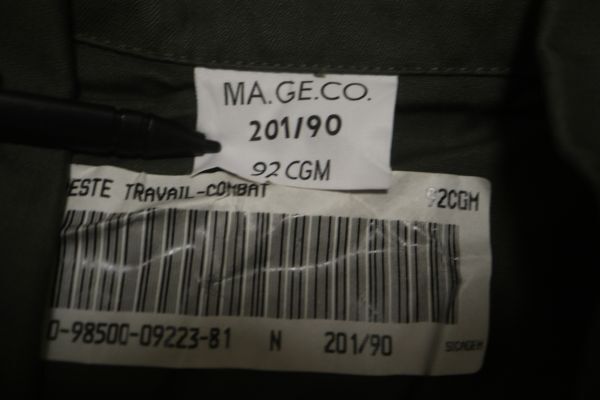 MA.GE.CO.
201/90
92 CGM
ESTE TRAVAIL-COMBAT 92CGM
0-98500-09223-81 N 201/90